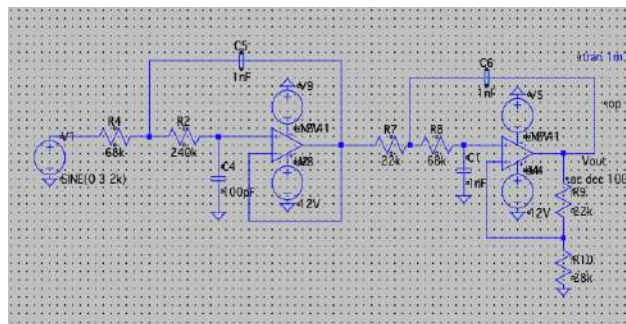 C5
1nF
C6
1nF
.tran 1m
V9
V5
.op
R4
68k
R2
240k
R7
22k
R8
68k
V1
SINE(0 3 2k)
C4
100pF
C1
1nF
12V
12V
Vout
R9
22k
R10
28k